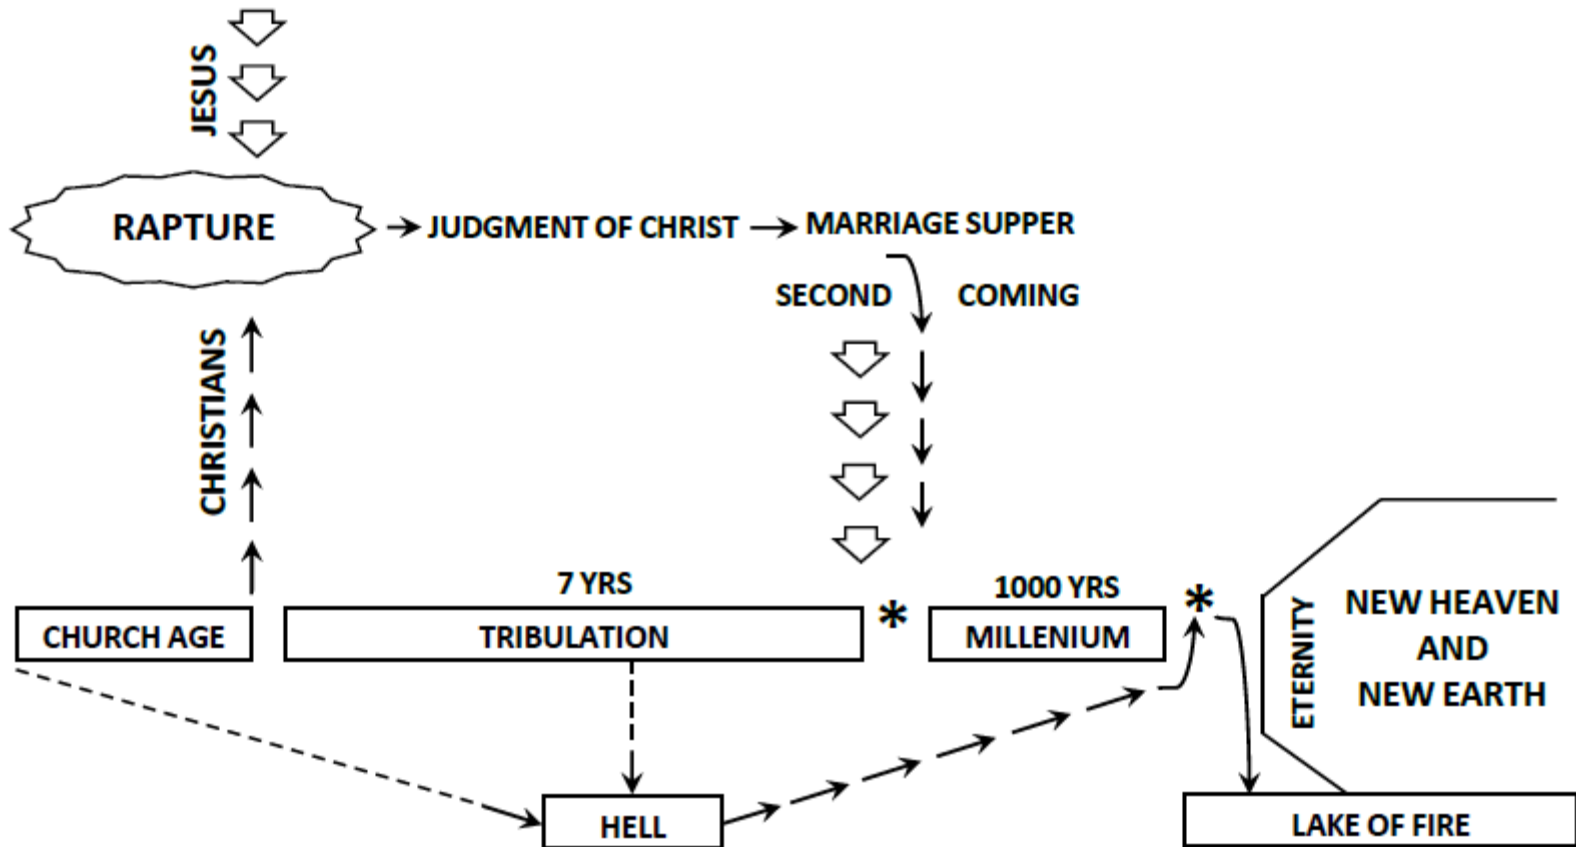 JESUS
RAPTURE
JUDGMENT OF CHRIST
MARRIAGE SUPPER
SECOND COMING
CHRISTIANS
7 YRS
1000 YRS
CHURCH AGE
TRIBULATION
*
MILLENIUM
*
ETERNITY
NEW HEAVEN
AND
NEW EARTH
HELL
LAKE OF FIRE